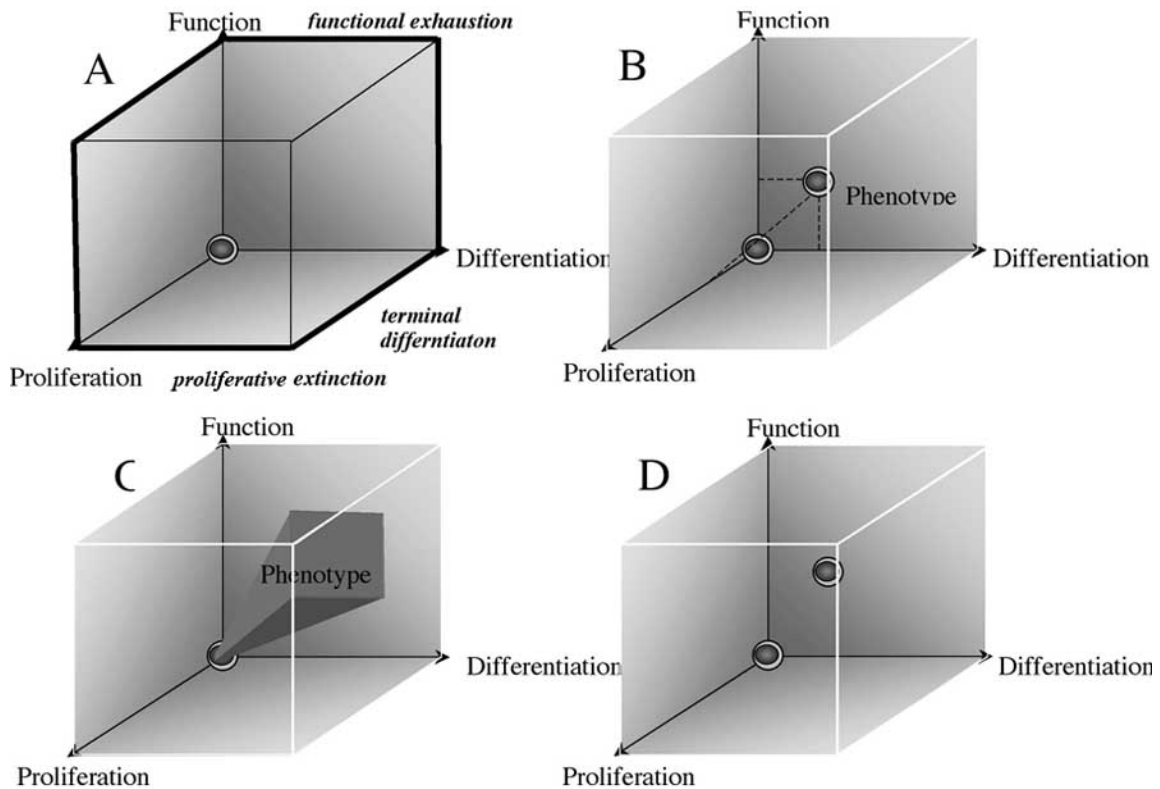 Function
functional exhaustion
A
Differentiation
terminal
differntiaton
Proliferation
proliferative extinction
Function
B
Phenotype
Differentiation
Proliferation
Function
C
Phenotype
Differentiation
Proliferation
Function
D
Differentiation
Proliferation